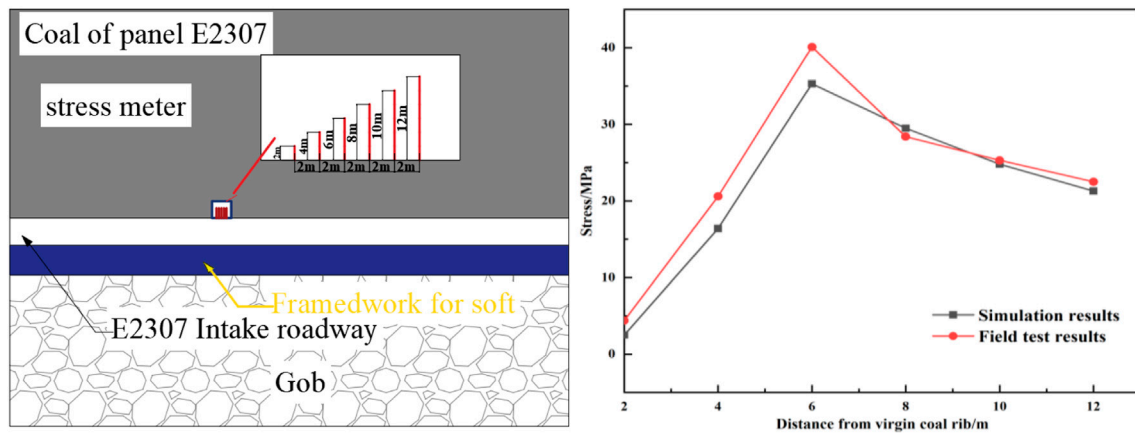 Coal of panel E2307
stress meter
2m
4m
6m
8m
10m
12m
2m 2m 2m 2m 2m
Framedwork for soft
E2307 Intake roadway
Gob
Stress/MPa
40
30
20
10
0
Simulation results
Field test results
2 4 6 8 10 12
Distance from virgin coal rib/m